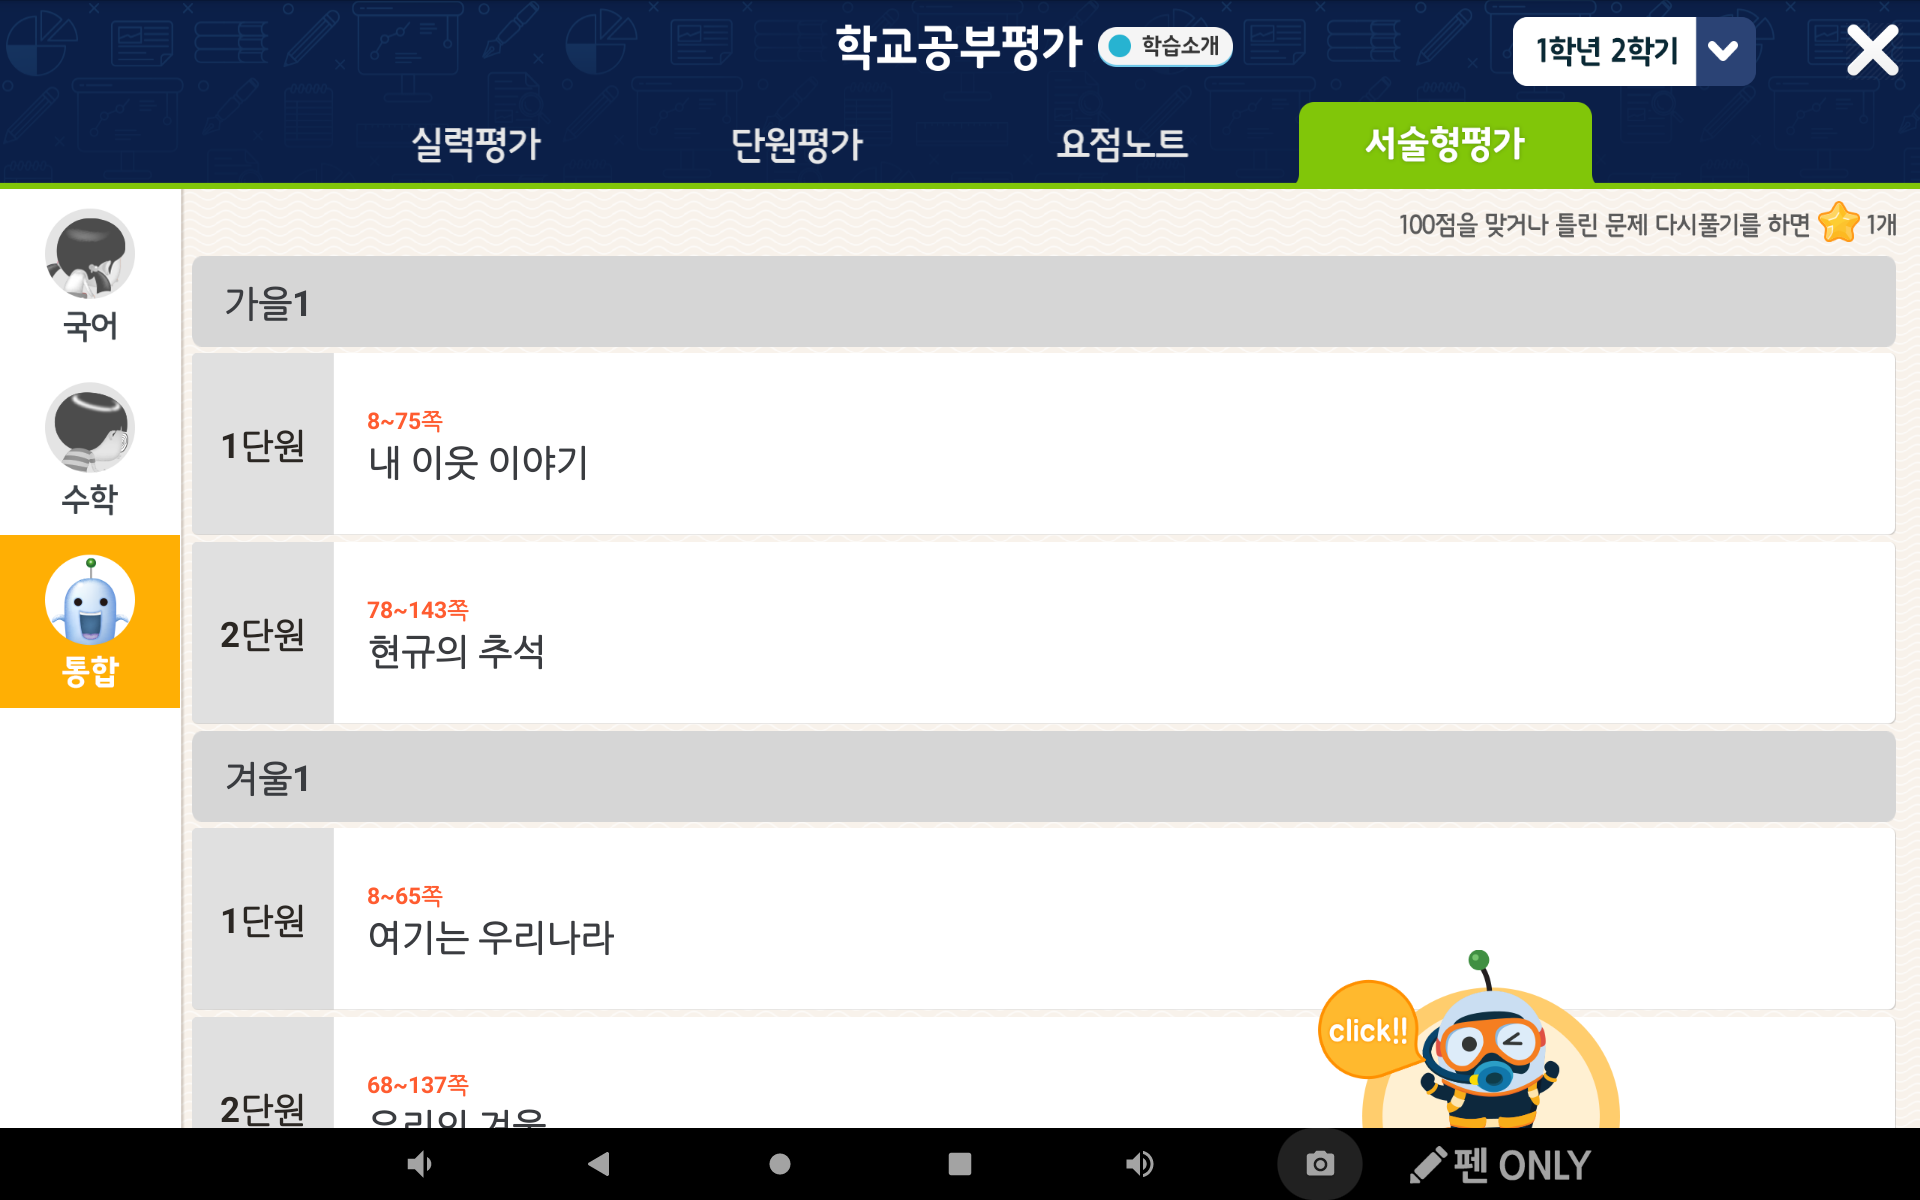 학교공부평가
학습소개
1학년 2학기
실력평가
단원평가
요점노트
서술형평가
국어
수학
통합
100점을 맞거나 틀린 문제 다시풀기를 하면 1개
가을1
1단원
8~75쪽
내 이웃 이야기
2단원
78~143쪽
현규의 추석
겨울1
1단원
8~65쪽
여기는 우리나라
2단원
68~137쪽
우리의 겨울
click!!
펜 ONLY